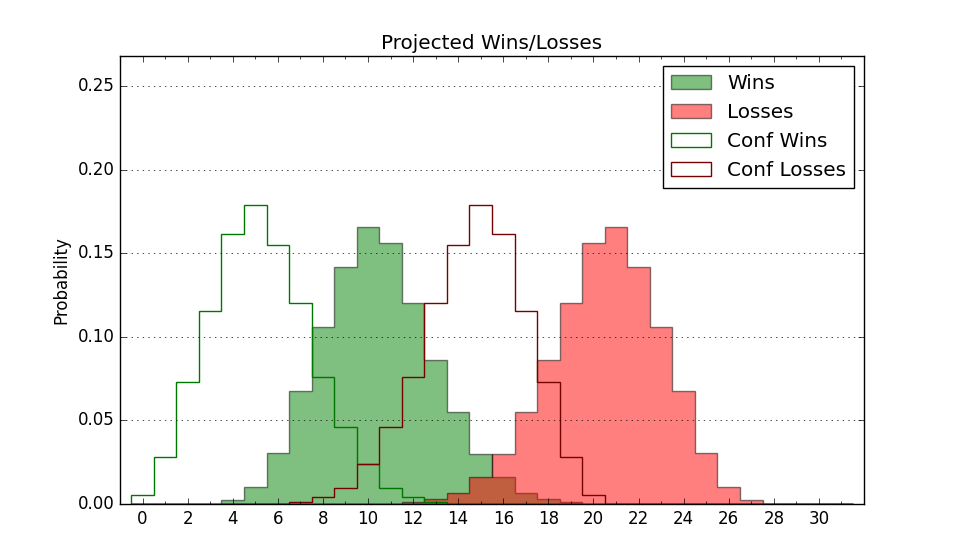 Projected Wins/Losses
Probability
0.25
0.20
0.15
0.10
0.05
0.00
0 2 4 6 8 10 12 14 16 18 20 22 24 26 28 30
Wins
Losses
Conf Wins
Conf Losses